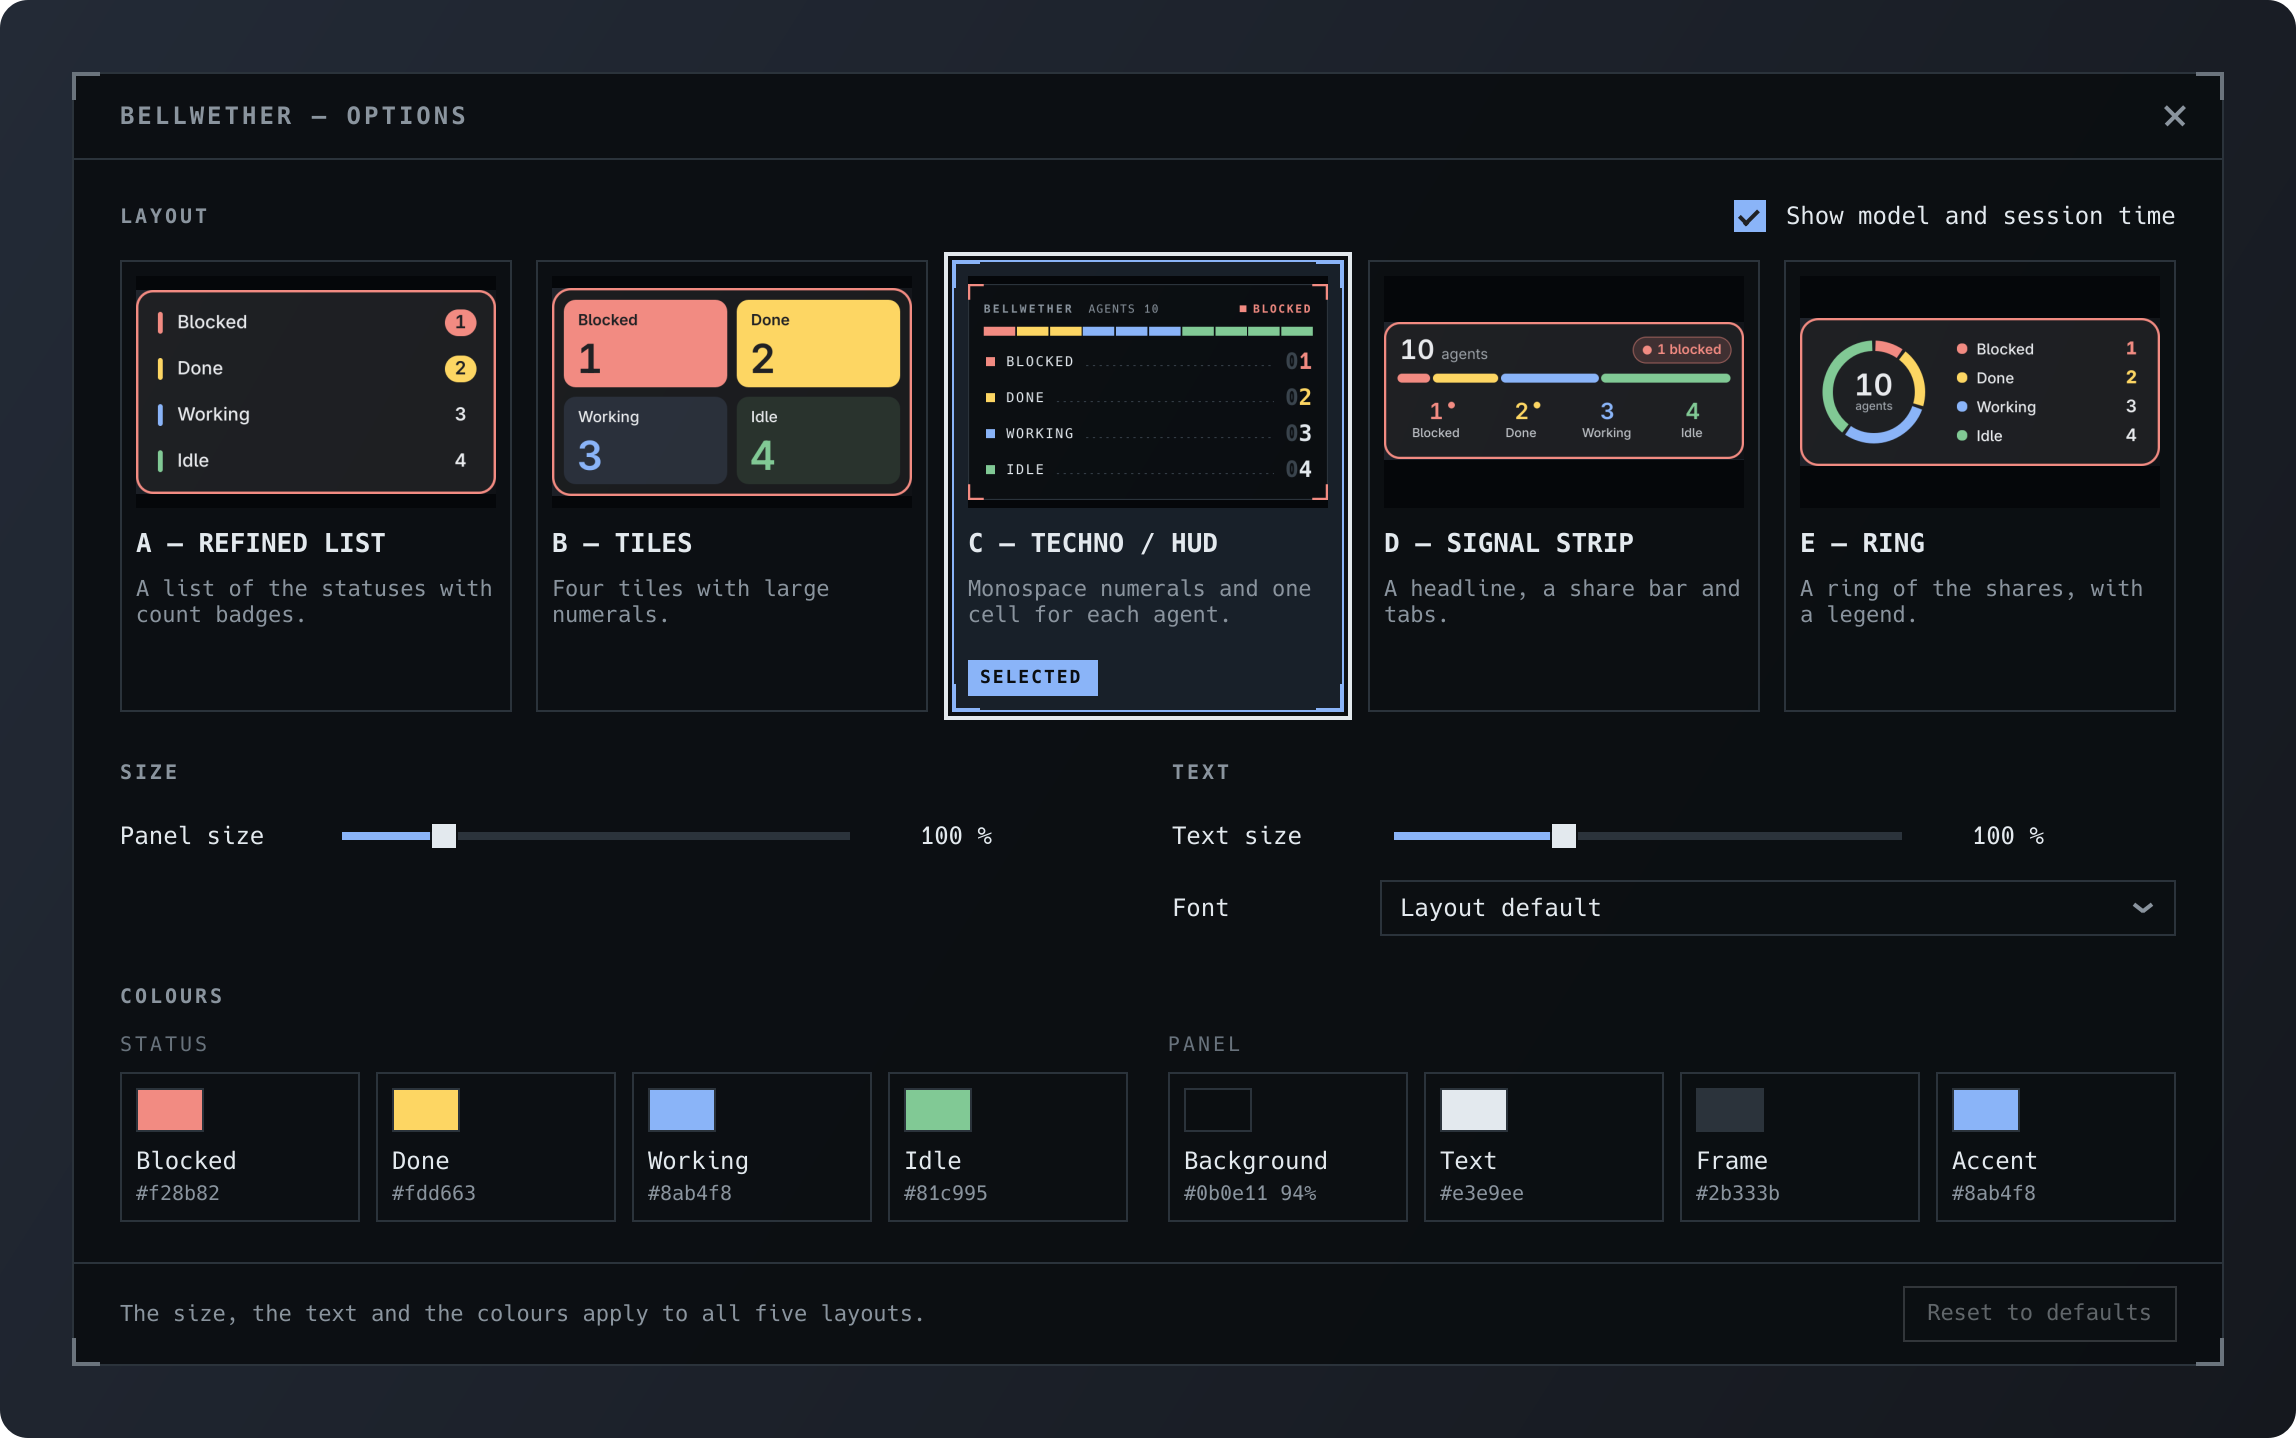 BELLWETHER — OPTIONS
LAYOUT
Show model and session time
Blocked 1
Done 2
Working 3
Idle 4
A — REFINED LIST
A list of the statuses with
count badges.
Blocked
1
Done
2
Working
3
Idle
4
B — TILES
Four tiles with large
numerals.
BELLWETHER AGENTS 10 BLOCKED
BLOCKED 01
DONE 02
WORKING 03
IDLE 04
C — TECHNO / HUD
Monospace numerals and one
cell for each agent.
SELECTED
10 agents 1 blocked
1 2 3 4
Blocked Done Working Idle
D — SIGNAL STRIP
A headline, a share bar and
tabs.
10
agents
Blocked 1
Done 2
Working 3
Idle 4
E — RING
A ring of the shares, with
a legend.
SIZE
Panel size 100 %
TEXT
Text size 100 %
Font Layout default
COLOURS
STATUS
Blocked
#f28b82
Done
#fdd663
Working
#8ab4f8
Idle
#81c995
PANEL
Background
#0b0e11 94%
Text
#e3e9ee
Frame
#2b333b
Accent
#8ab4f8
The size, the text and the colours apply to all five layouts.
Reset to defaults